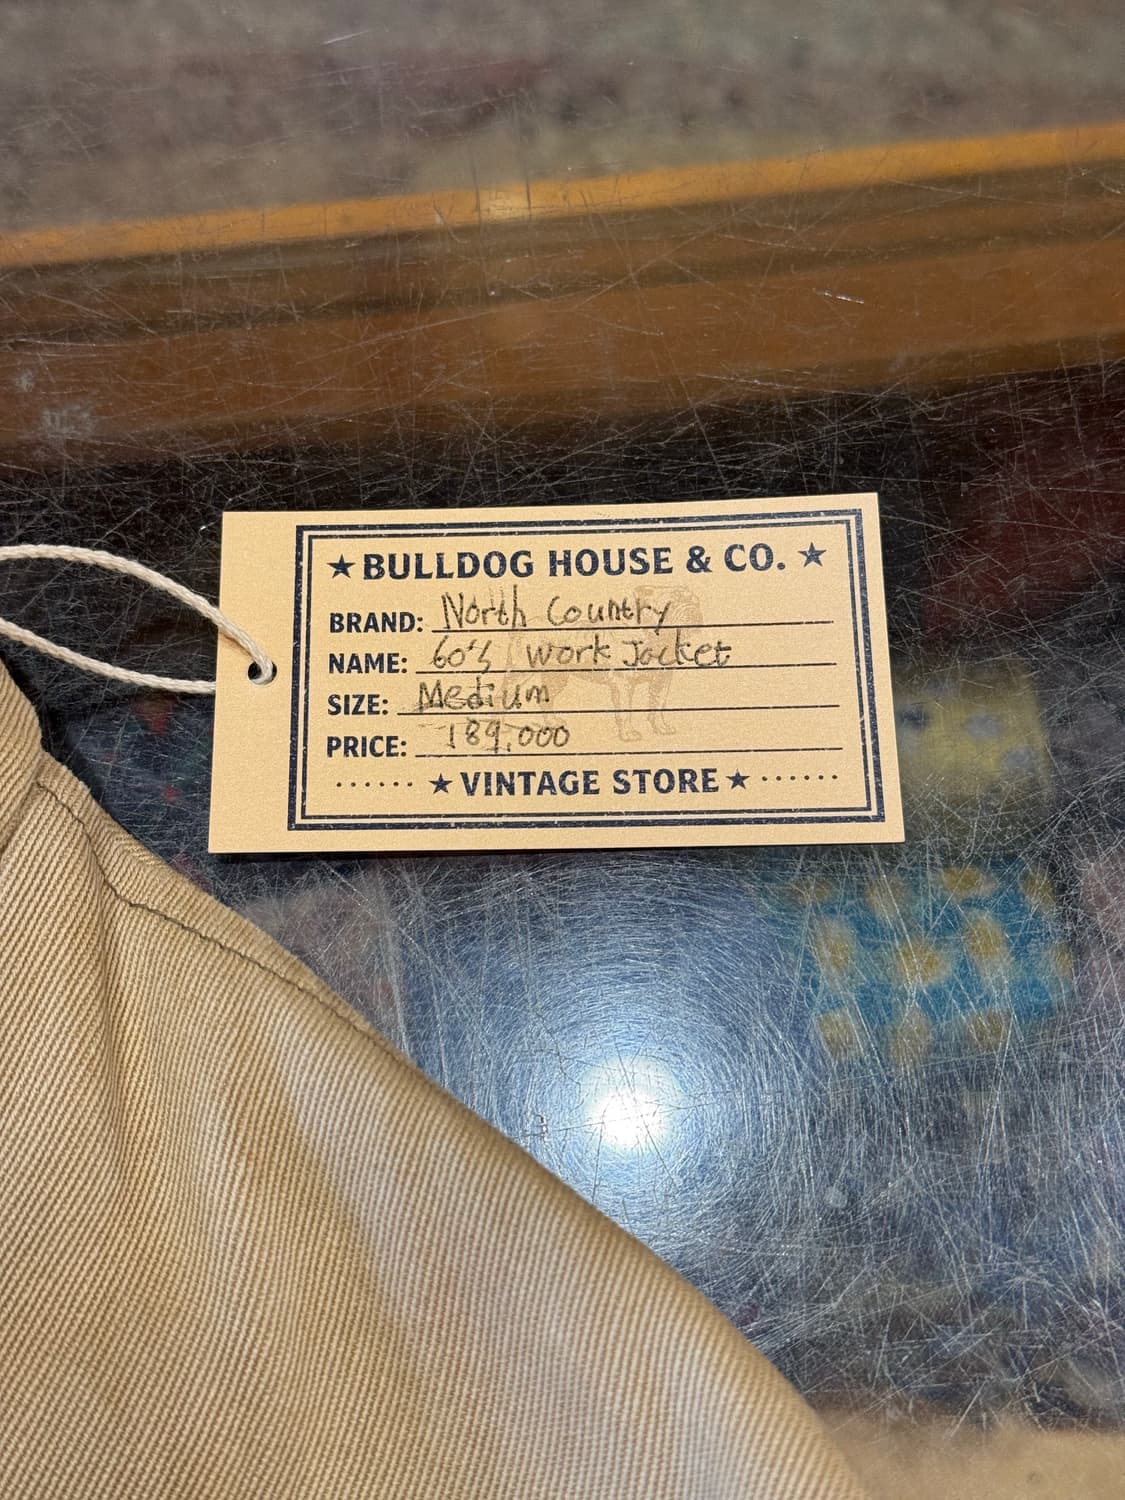 ★ BULLDOG HOUSE & CO. ★
BRAND: North Country
NAME: 60's Work Jacket
SIZE: Medium
PRICE: 189,000
...... ★ VINTAGE STORE ★ ......